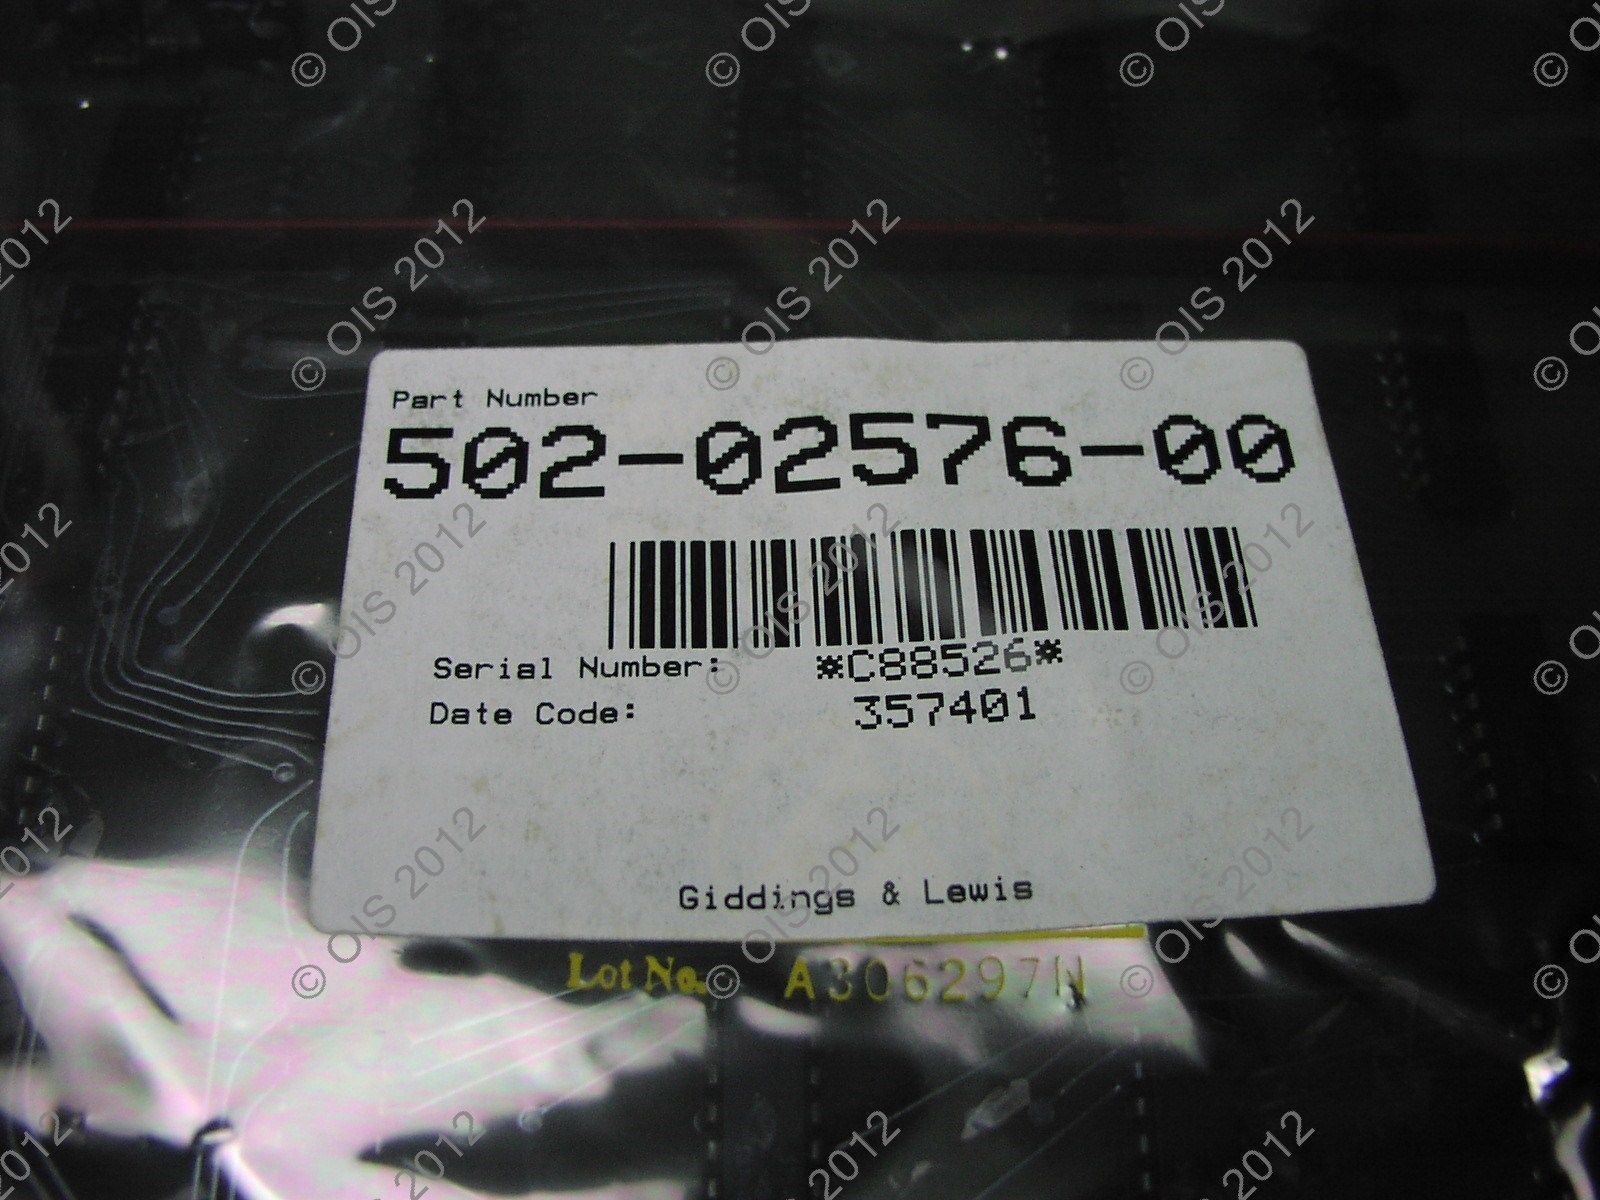 Part Number
502-02576-00
Serial Number: *C88526*
Date Code: 357401
Giddings & Lewis
Lot No. A306297N
© OIS 2012